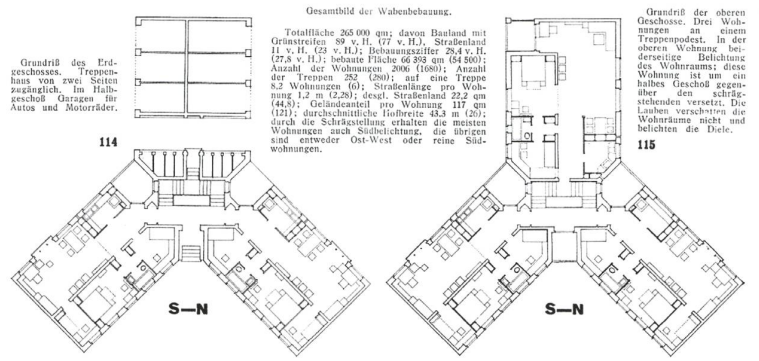 Gesamtbild der Wabenbebauung.
Totalfläche 265 000 qm; davon Bauland mit
Grünstreifen 89 v. H. (77 v. H.), Straßenland
11 v. H. (23 v. H.); Bebauungsziffer 28,4 v. H.
(27,8 v. H.); bebaute Fläche 66 393 qm (54 500);
Anzahl der Wohnungen 2006 (1680); Anzahl
der Treppen 252 (280); auf eine Treppe
8,2 Wohnungen (6); Straßenlänge pro Woh-
nung 1,2 m (2,28); desgl. Straßenland 22,2 qm
(44,8); Geländeanteil pro Wohnung 117 qm
(121); durchschnittliche Hofbreite 43,3 m (26);
durch die Schrägstellung erhalten die meisten
Wohnungen auch Südbelichtung, die übrigen
sind entweder Ost-West oder reine Süd-
wohnungen.
Grundriß des Erd-
geschosses. Treppen-
haus von zwei Seiten
zugänglich. Im Halb-
geschoß Garagen für
Autos und Motorräder.
114
Grundriß der oberen
Geschosse. Drei Woh-
nungen an einem
Treppenpodest. In der
oberen Wohnung bei-
derseitige Belichtung
des Wohnraums; diese
Wohnung ist um ein
halbes Geschoß gegen-
über den schräg-
stehenden versetzt. Die
Lauben verschatten die
Wohnräume nicht und
belichten die Diele.
115
S—N
S—N